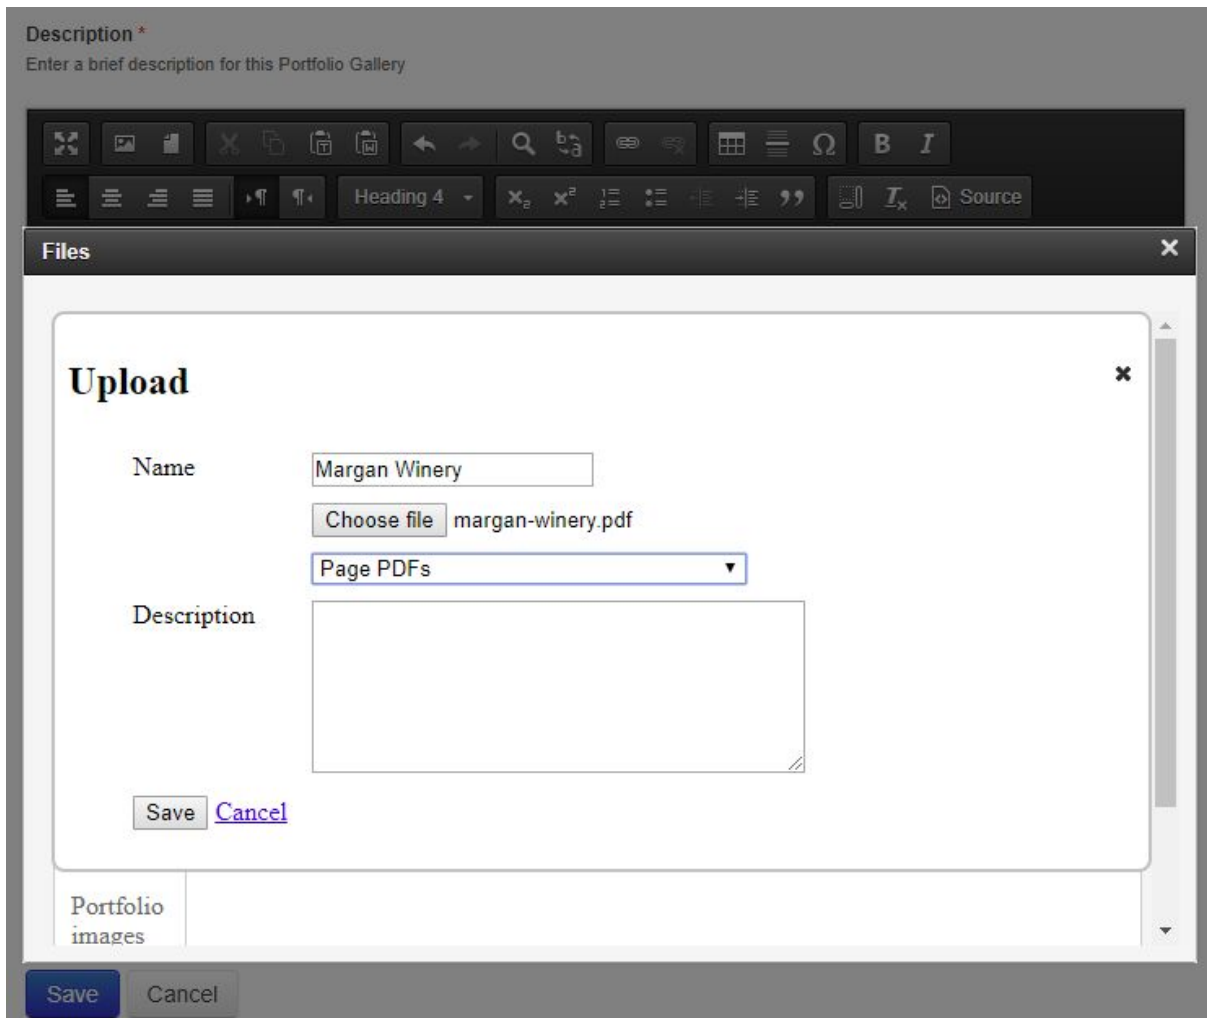 Description *
Enter a brief description for this Portfolio Gallery
B I
Heading 4 Source
Files
Upload
Name Margan Winery
Choose file margan-winery.pdf
Page PDFs
Description
Save Cancel
Portfolio
images
Save Cancel